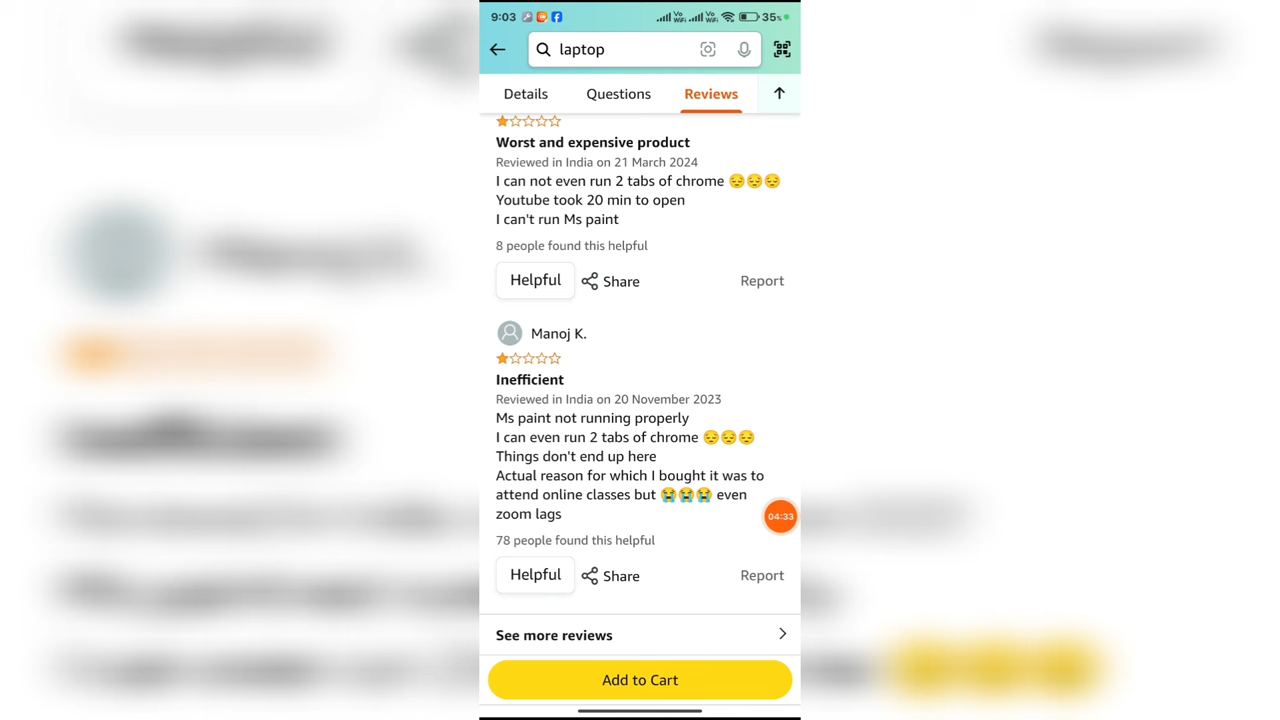 9:03 Vo WiFi Vo WiFi 35%
laptop
Details Questions Reviews
Worst and expensive product
Reviewed in India on 21 March 2024
I can not even run 2 tabs of chrome 😔😔😔
Youtube took 20 min to open
I can't run Ms paint
8 people found this helpful
Helpful Share Report
Manoj K.
Inefficient
Reviewed in India on 20 November 2023
Ms paint not running properly
I can even run 2 tabs of chrome 😔😔😔
Things don't end up here
Actual reason for which I bought it was to
attend online classes but 😭😭😭 even
zoom lags
04:33
78 people found this helpful
Helpful Share Report
See more reviews
Add to Cart